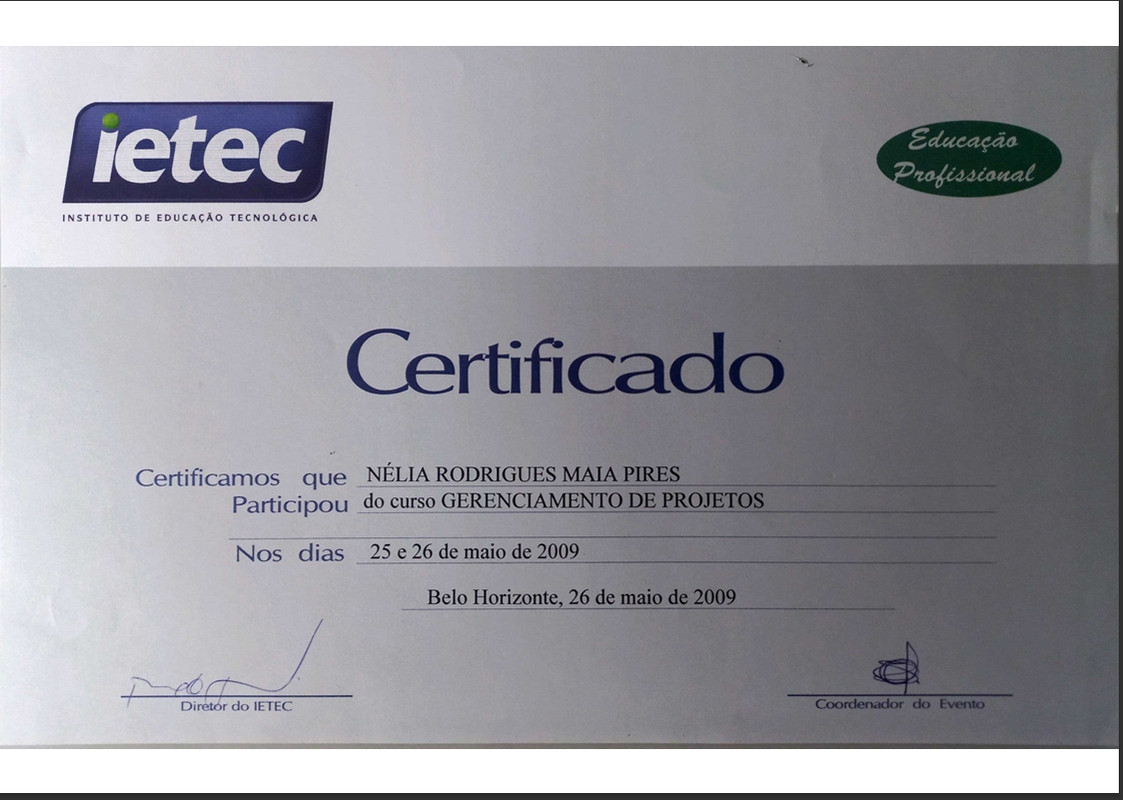 ietec
INSTITUTO DE EDUCAÇÃO TECNOLÓGICA
Educação
Profissional
Certificado
Certificamos que NÉLIA RODRIGUES MAIA PIRES
Participou do curso GERENCIAMENTO DE PROJETOS
Nos dias 25 e 26 de maio de 2009
Belo Horizonte, 26 de maio de 2009
Diretor do IETEC
Coordenador do Evento